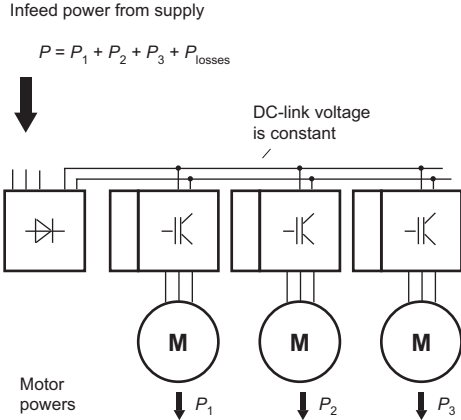 Infeed power from supply
P = P₁ + P₂ + P₃ + Plosses
DC-link voltage
is constant
M M M
Motor
powers
P₁ P₂ P₃